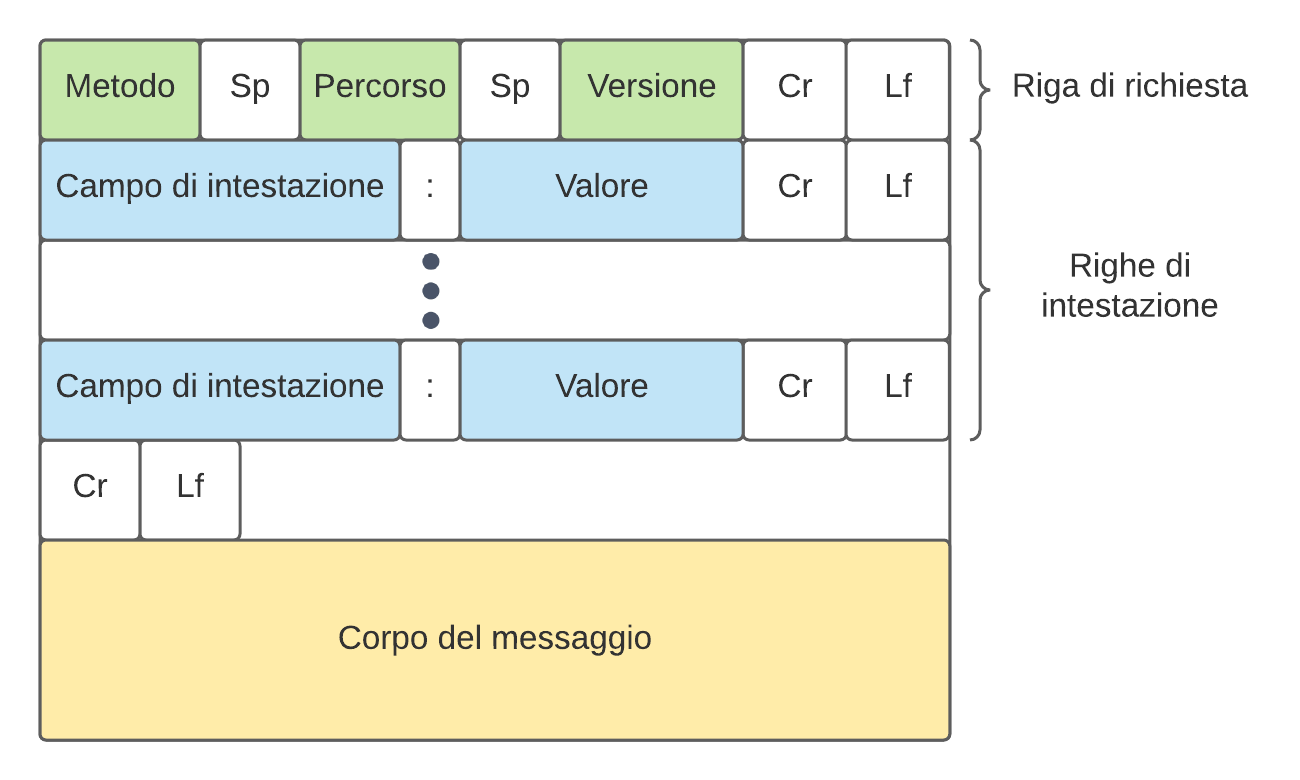 Metodo Sp Percorso Sp Versione Cr Lf Riga di richiesta
Campo di intestazione : Valore Cr Lf
Righe di
intestazione
Campo di intestazione : Valore Cr Lf
Cr Lf
Corpo del messaggio